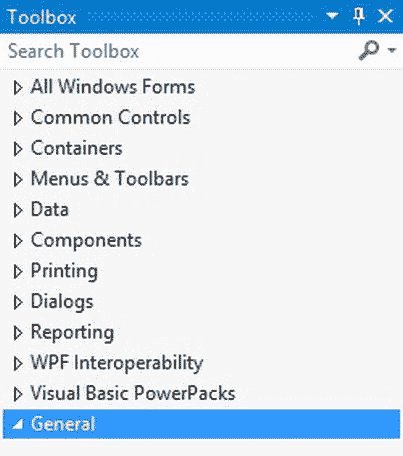 Toolbox
Search Toolbox
All Windows Forms
Common Controls
Containers
Menus & Toolbars
Data
Components
Printing
Dialogs
Reporting
WPF Interoperability
Visual Basic PowerPacks
General